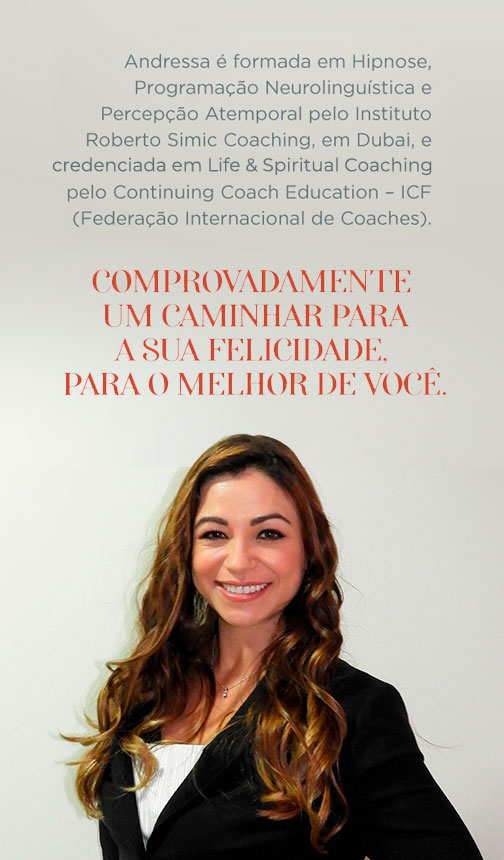 Andressa é formada em Hipnose,
Programação Neurolinguística e
Percepção Atemporal pelo Instituto
Roberto Simic Coaching, em Dubai, e
credenciada em Life & Spiritual Coaching
pelo Continuing Coach Education – ICF
(Federação Internacional de Coaches).
COMPROVADAMENTE
UM CAMINHAR PARA
A SUA FELICIDADE,
PARA O MELHOR DE VOCÊ.